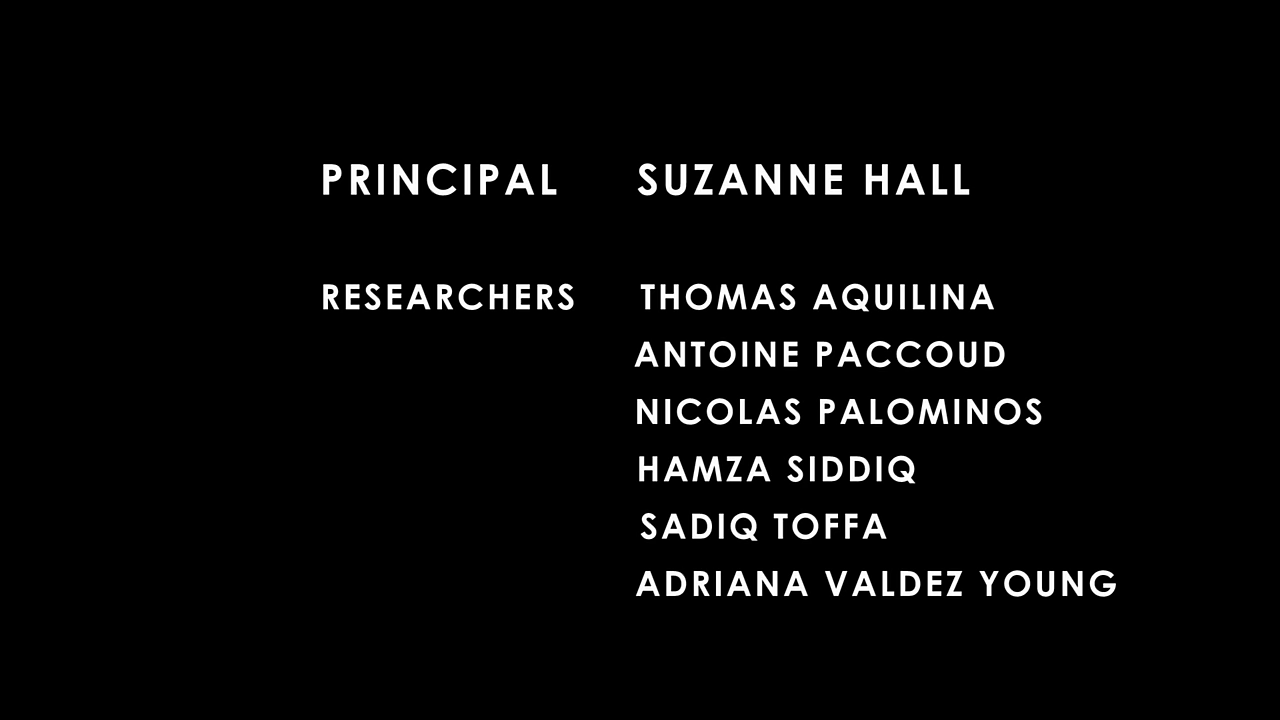 PRINCIPAL SUZANNE HALL
RESEARCHERS THOMAS AQUILINA
ANTOINE PACCOUD
NICOLAS PALOMINOS
HAMZA SIDDIQ
SADIQ TOFFA
ADRIANA VALDEZ YOUNG